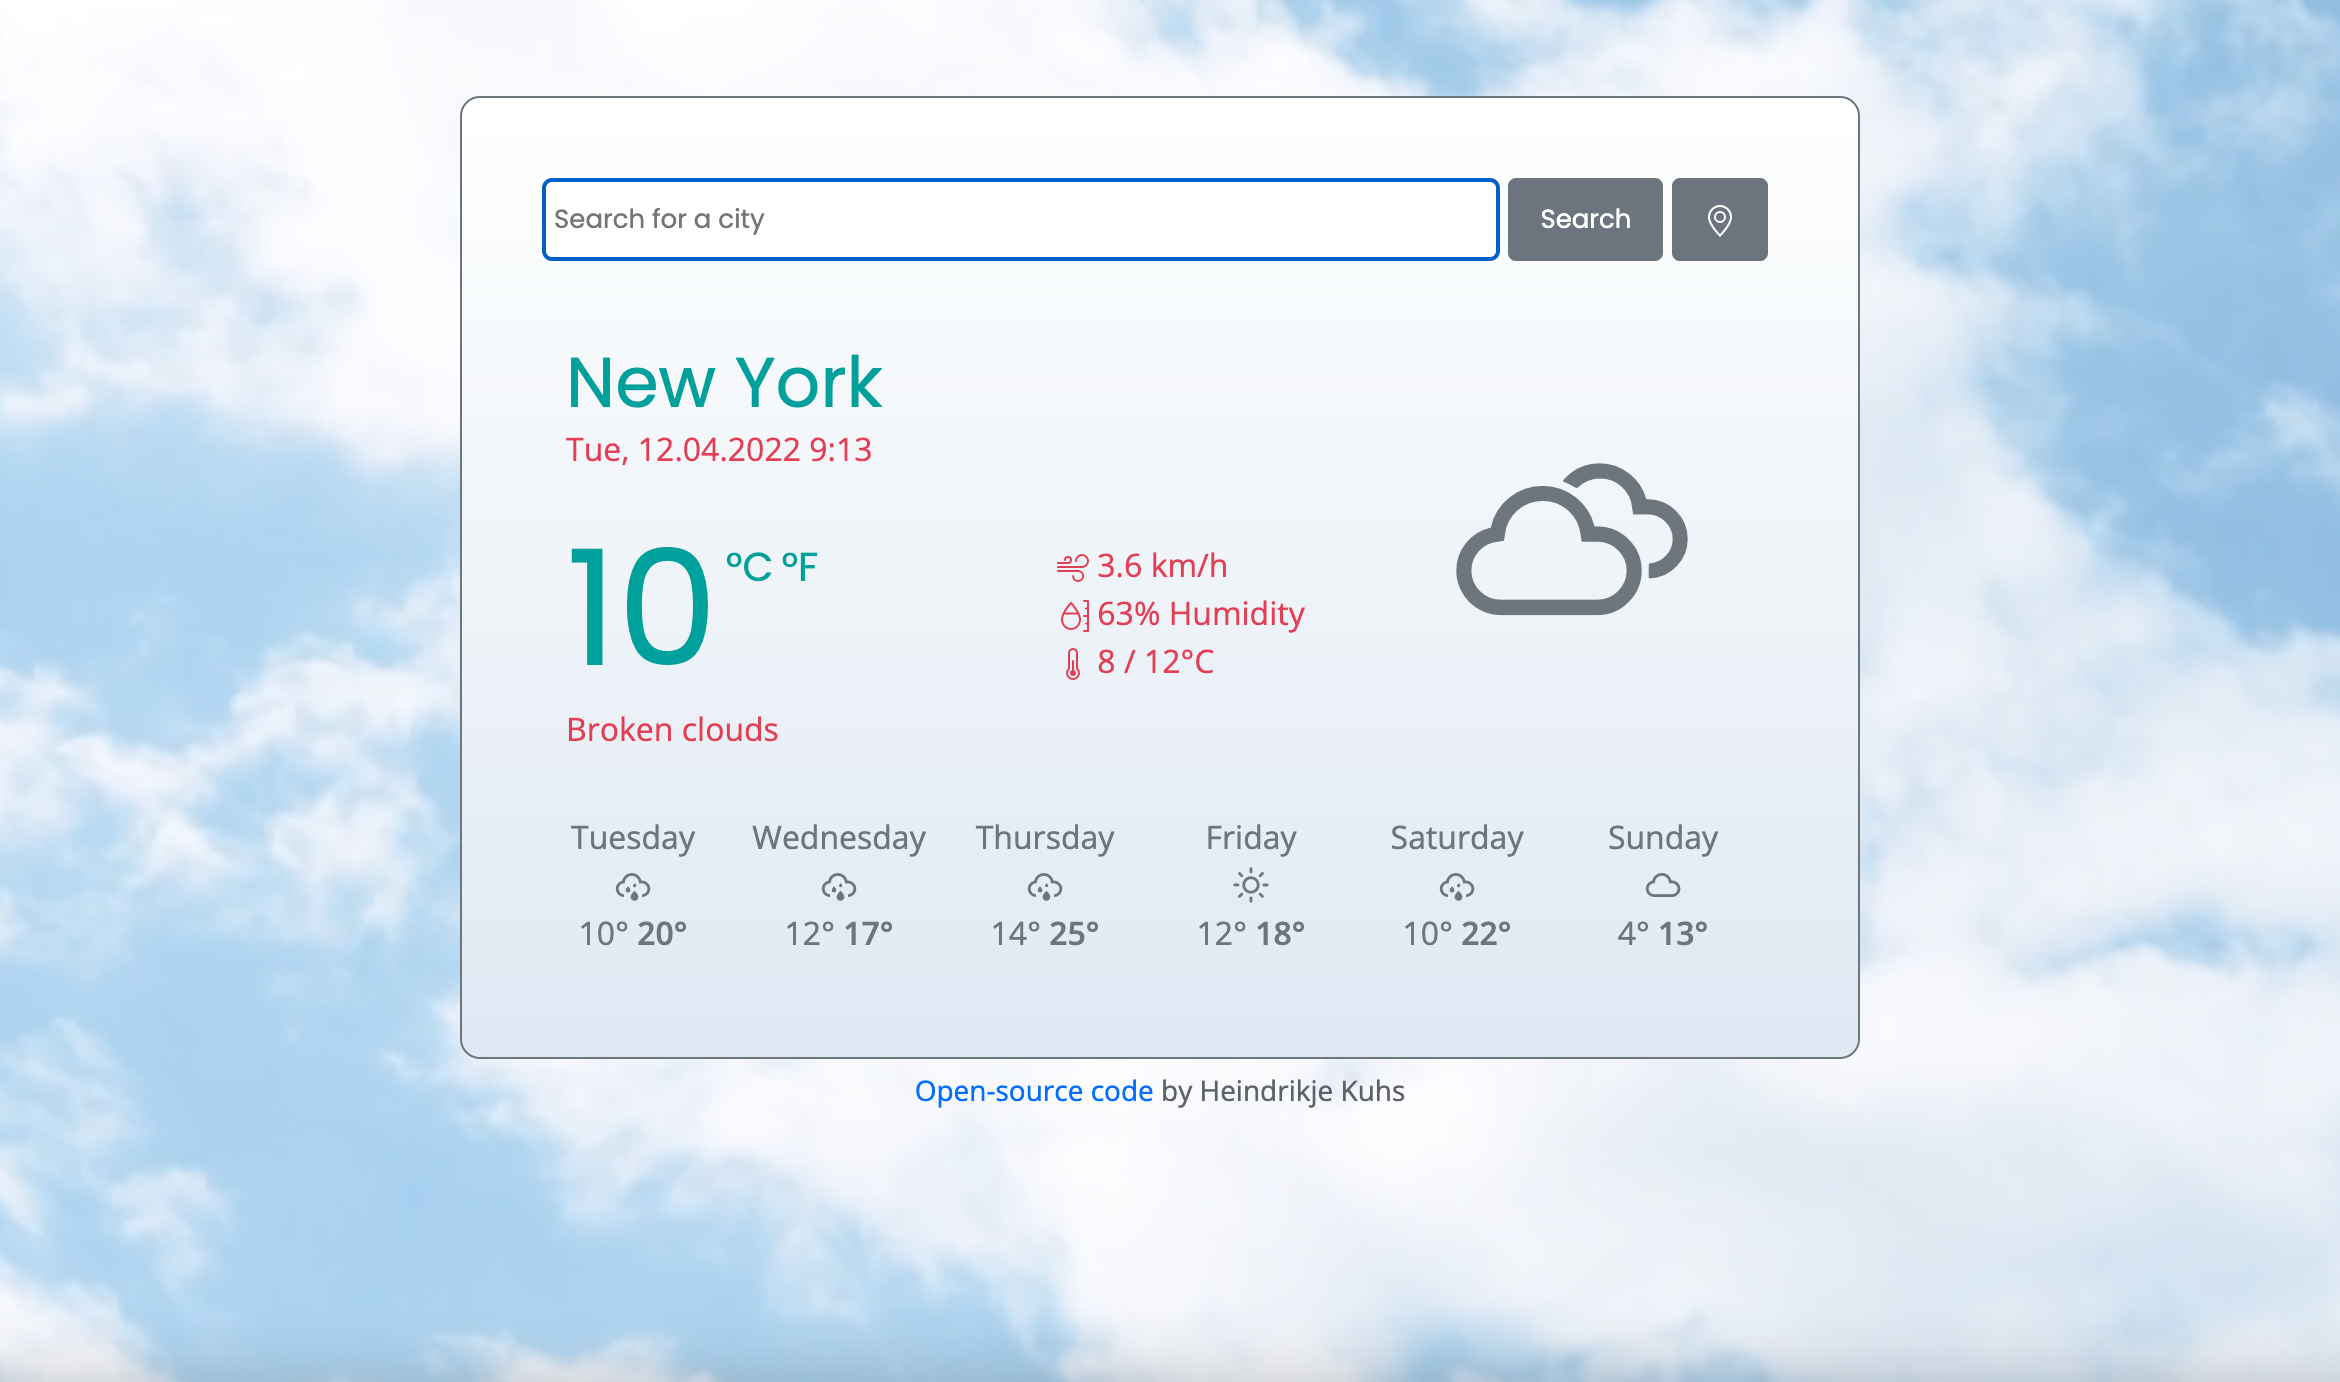 Search for a city
Search
New York
Tue, 12.04.2022 9:13
10 °C °F
3.6 km/h
63% Humidity
8 / 12°C
Broken clouds
Tuesday Wednesday Thursday Friday Saturday Sunday
10° 20° 12° 17° 14° 25° 12° 18° 10° 22° 4° 13°
Open-source code by Heindrikje Kuhs